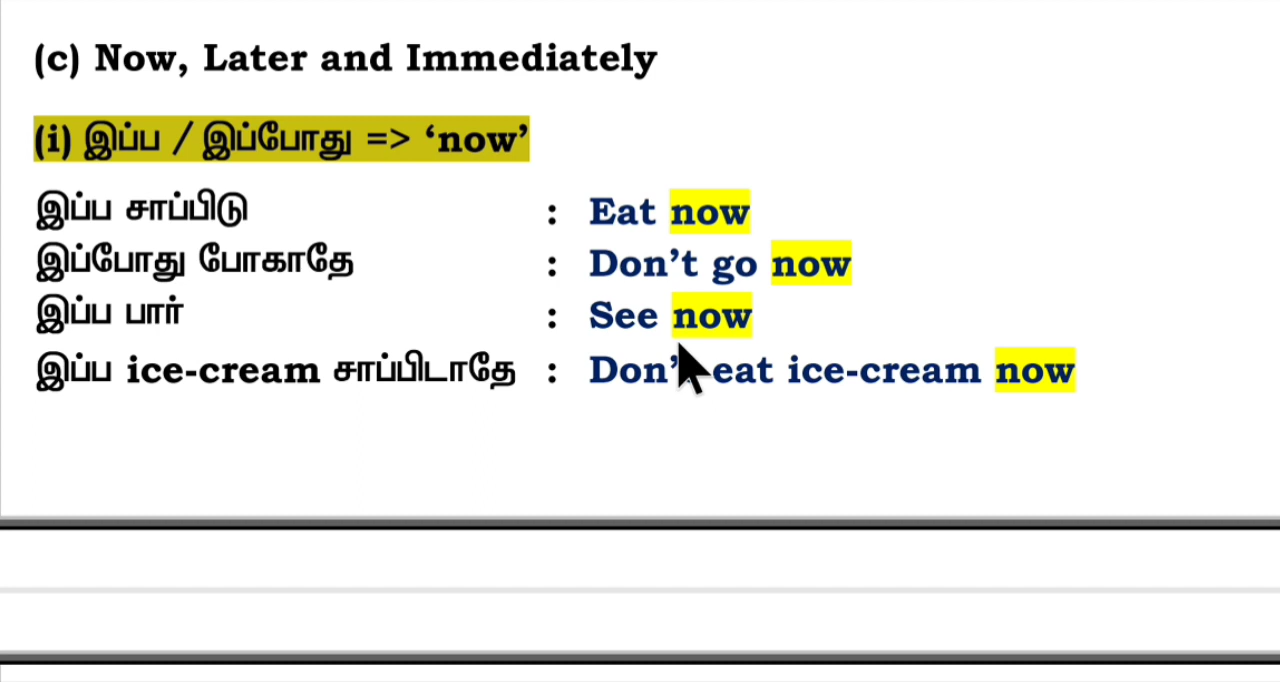 (c) Now, Later and Immediately
(i) இப்ப / இப்போது => ‘now’
இப்ப சாப்பிடு : Eat now
இப்போது போகாதே : Don’t go now
இப்ப பார் : See now
இப்ப ice-cream சாப்பிடாதே : Don’ eat ice-cream now